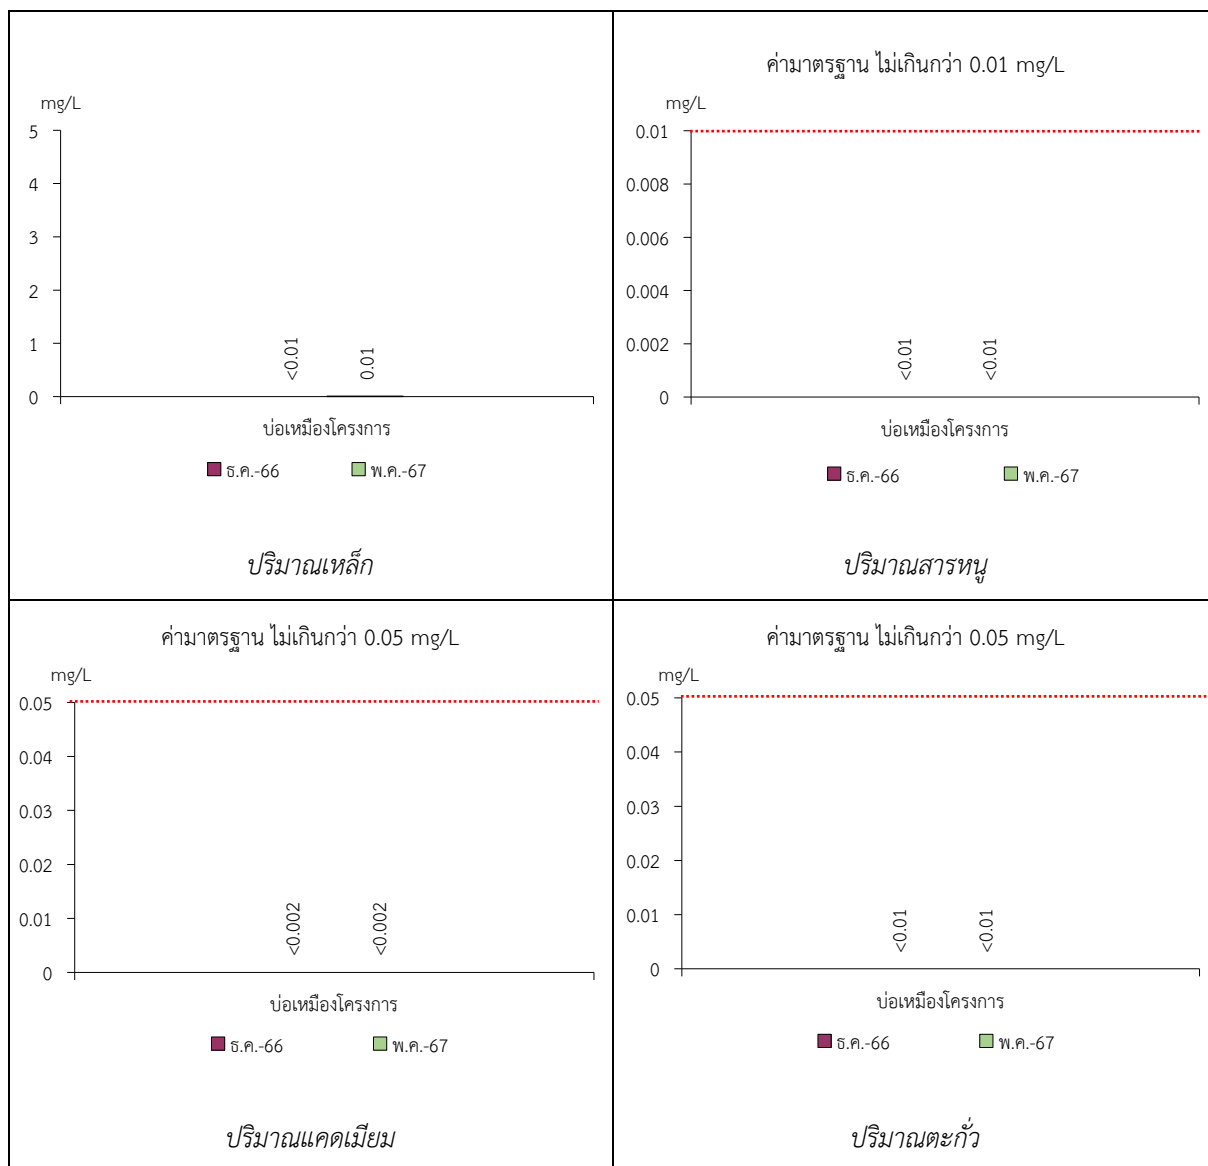 mg/L
5
4
3
2
1
0
<0.01
0.01
บ่อเหมืองโครงการ
ธ.ค.-66 พ.ค.-67
ปริมาณเหล็ก
ค่ามาตรฐาน ไม่เกินกว่า 0.01 mg/L
0.01
0.008
0.006
0.004
0.002
0
<0.01
<0.01
บ่อเหมืองโครงการ
ธ.ค.-66 พ.ค.-67
ปริมาณสารหนู
ค่ามาตรฐาน ไม่เกินกว่า 0.05 mg/L
mg/L
0.05
0.04
0.03
0.02
0.01
0
<0.002
<0.002
บ่อเหมืองโครงการ
ธ.ค.-66 พ.ค.-67
ปริมาณแคดเมียม
ค่ามาตรฐาน ไม่เกินกว่า 0.05 mg/L
mg/L
0.05
0.04
0.03
0.02
0.01
0
<0.01
<0.01
บ่อเหมืองโครงการ
ธ.ค.-66 พ.ค.-67
ปริมาณตะกั่ว